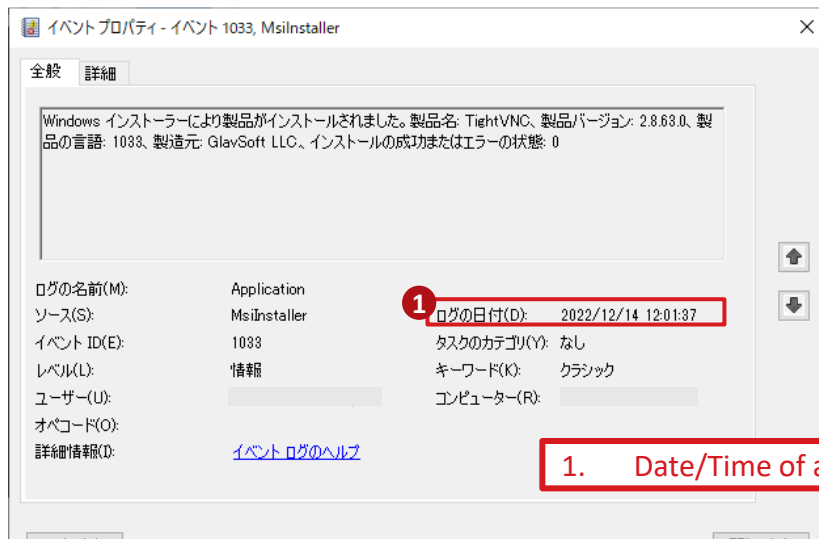 イベント プロパティ - イベント 1033, MsiInstaller
全般 詳細
Windows インストーラーにより製品がインストールされました。製品名: TightVNC、製品バージョン: 2.8.63.0、製
品の言語: 1033、製造元: GlavSoft LLC.、インストールの成功またはエラーの状態: 0
ログの名前(M): Application
ソース(S): MsiInstaller 1 ログの日付(D): 2022/12/14 12:01:37
イベント ID(E): 1033 タスクのカテゴリ(Y): なし
レベル(L): 情報 キーワード(K): クラシック
ユーザー(U): コンピューター(R):
オペコード(O):
詳細情報(I): イベント ログのヘルプ
1. Date/Time of a